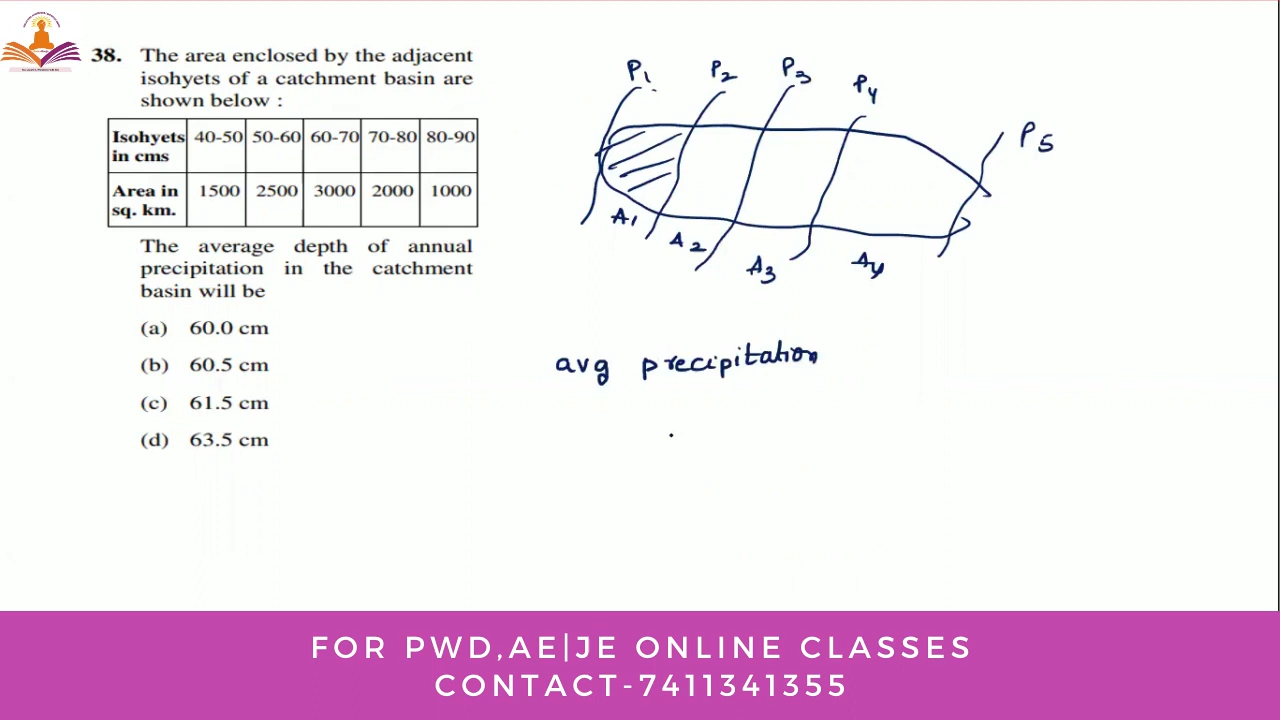 38. The area enclosed by the adjacent
isohyets of a catchment basin are
shown below :
Isohyets in cms 40-50 50-60 60-70 70-80 80-90
Area in sq. km. 1500 2500 3000 2000 1000
The average depth of annual
precipitation in the catchment
basin will be
(a) 60.0 cm
(b) 60.5 cm
(c) 61.5 cm
(d) 63.5 cm
P1 P2 P3 P4 P5
A1 A2 A3 A4
avg precipitation
FOR PWD,AE|JE ONLINE CLASSES
CONTACT-7411341355